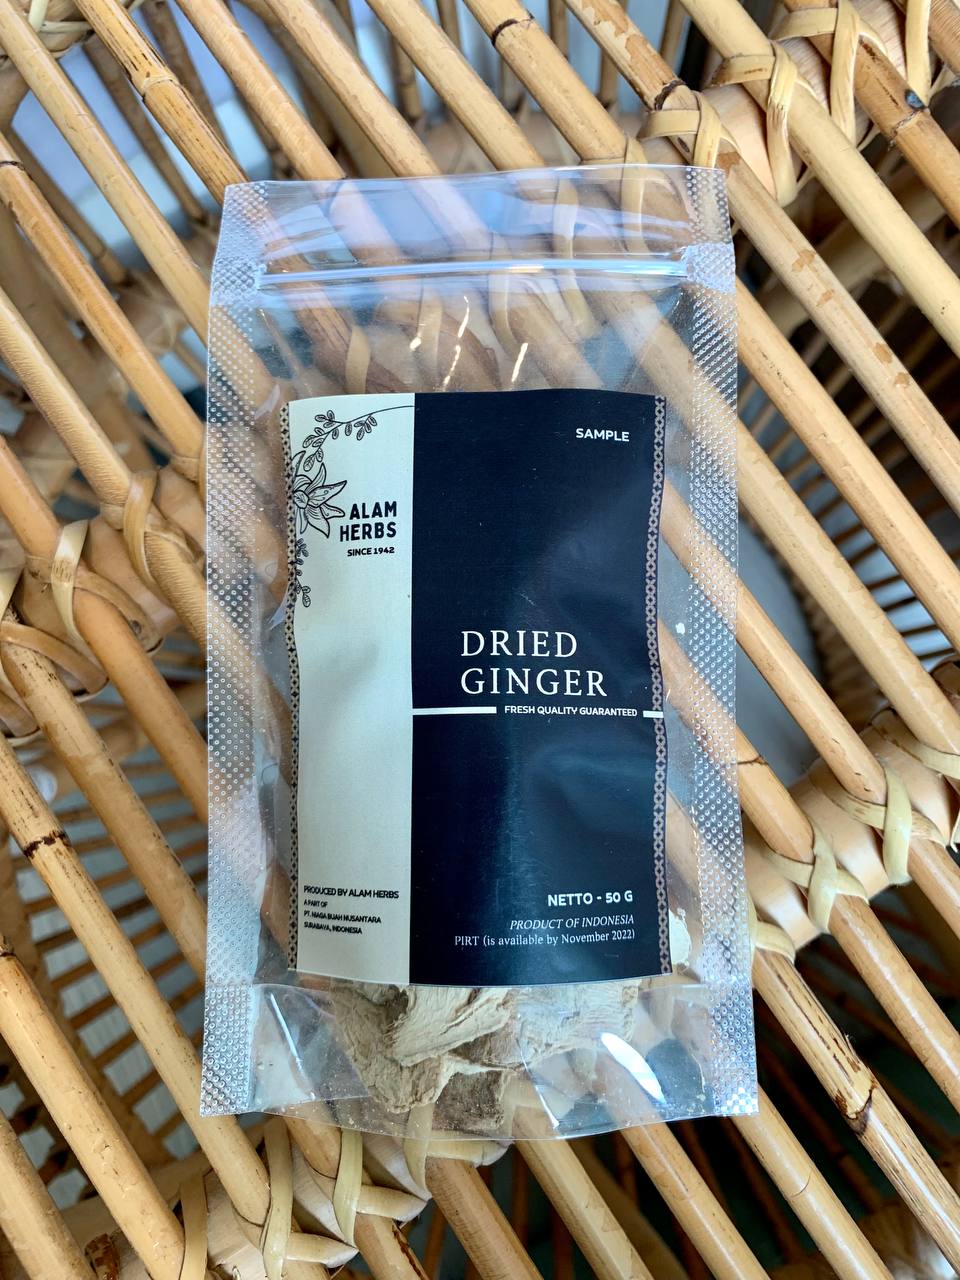 SAMPLE
ALAM
HERBS
SINCE 1942
DRIED
GINGER
FRESH QUALITY GUARANTEED
PRODUCED BY ALAM HERBS
A PART OF
PT. NIAGA BUAH NUSANTARA
SURABAYA, INDONESIA
NETTO - 50 G
PRODUCT OF INDONESIA
PIRT (is available by November 2022)